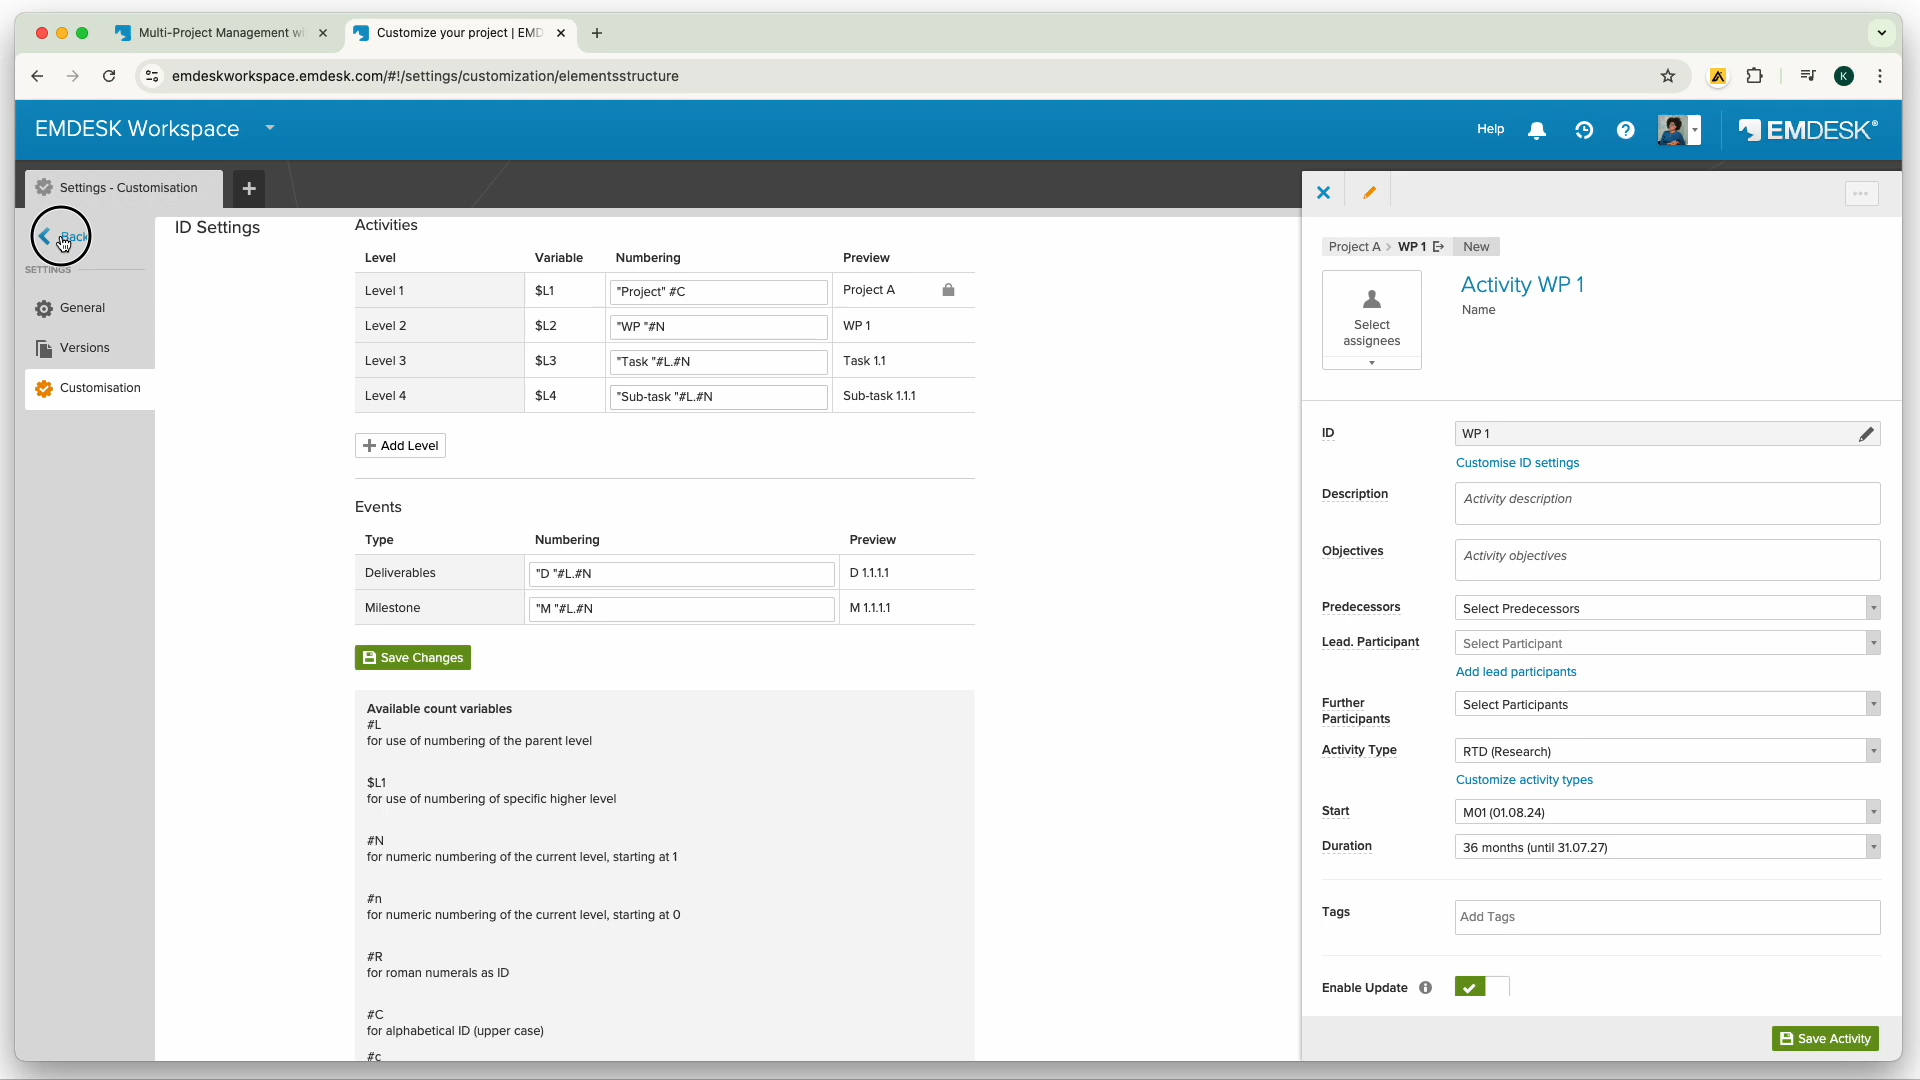 Multi-Project Management wi
Customize your project | EMD
emdeskworkspace.emdesk.com/#!/settings/customization/elementsstructure
K
EMDESK Workspace
Help
EMDESK®
Settings - Customisation
Back
SETTINGS
General
Versions
Customisation
ID Settings
Activities
Level Variable Numbering Preview
Level 1 $L1 "Project" #C Project A
Level 2 $L2 "WP "#N WP 1
Level 3 $L3 "Task "#L.#N Task 1.1
Level 4 $L4 "Sub-task "#L.#N Sub-task 1.1.1
Add Level
Events
Type Numbering Preview
Deliverables "D "#L.#N D 1.1.1.1
Milestone "M "#L.#N M 1.1.1.1
Save Changes
Available count variables
#L
for use of numbering of the parent level
$L1
for use of numbering of specific higher level
#N
for numeric numbering of the current level, starting at 1
#n
for numeric numbering of the current level, starting at 0
#R
for roman numerals as ID
#C
for alphabetical ID (upper case)
#c
Project A > WP 1 New
Select
assignees
Activity WP 1
Name
ID WP 1
Customise ID settings
Description Activity description
Objectives Activity objectives
Predecessors Select Predecessors
Lead. Participant Select Participant
Add lead participants
Further
Participants Select Participants
Activity Type RTD (Research)
Customize activity types
Start M01 (01.08.24)
Duration 36 months (until 31.07.27)
Tags Add Tags
Enable Update
Save Activity